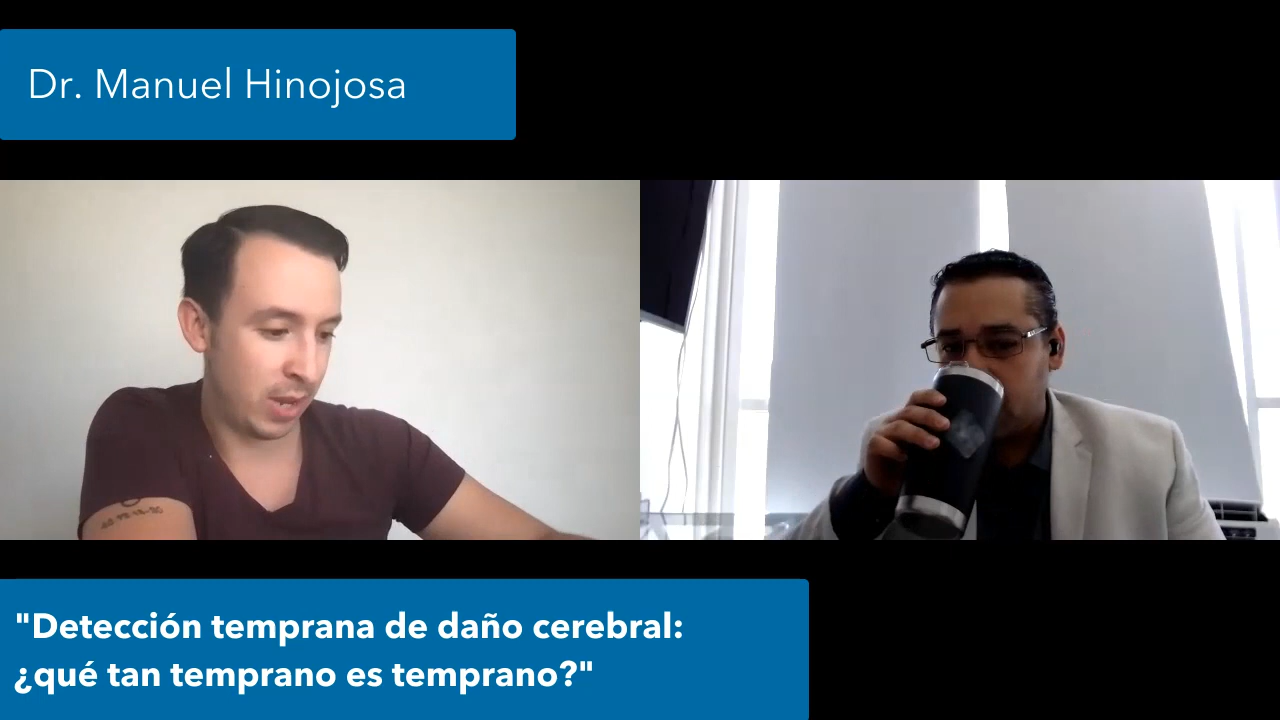 Dr. Manuel Hinojosa
"Detección temprana de daño cerebral:
¿qué tan temprano es temprano?"